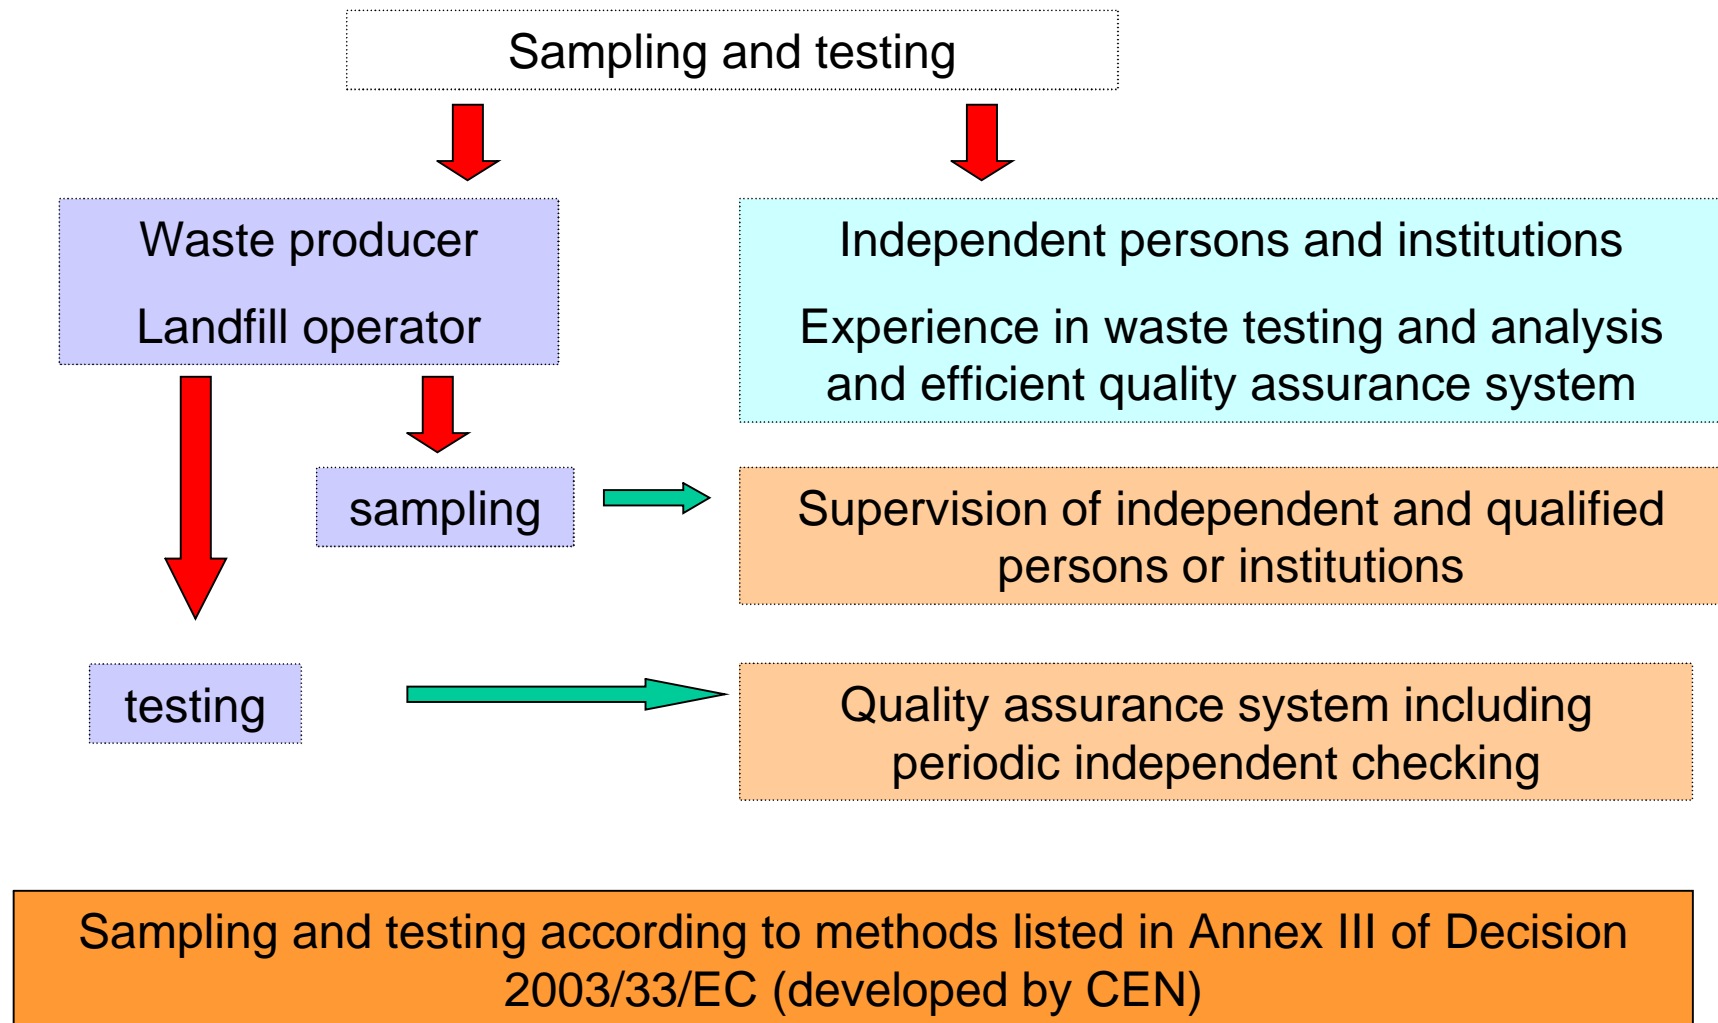 Sampling and testing
Waste producer
Landfill operator
Independent persons and institutions
Experience in waste testing and analysis
and efficient quality assurance system
sampling
Supervision of independent and qualified
persons or institutions
testing
Quality assurance system including
periodic independent checking
Sampling and testing according to methods listed in Annex III of Decision
2003/33/EC (developed by CEN)